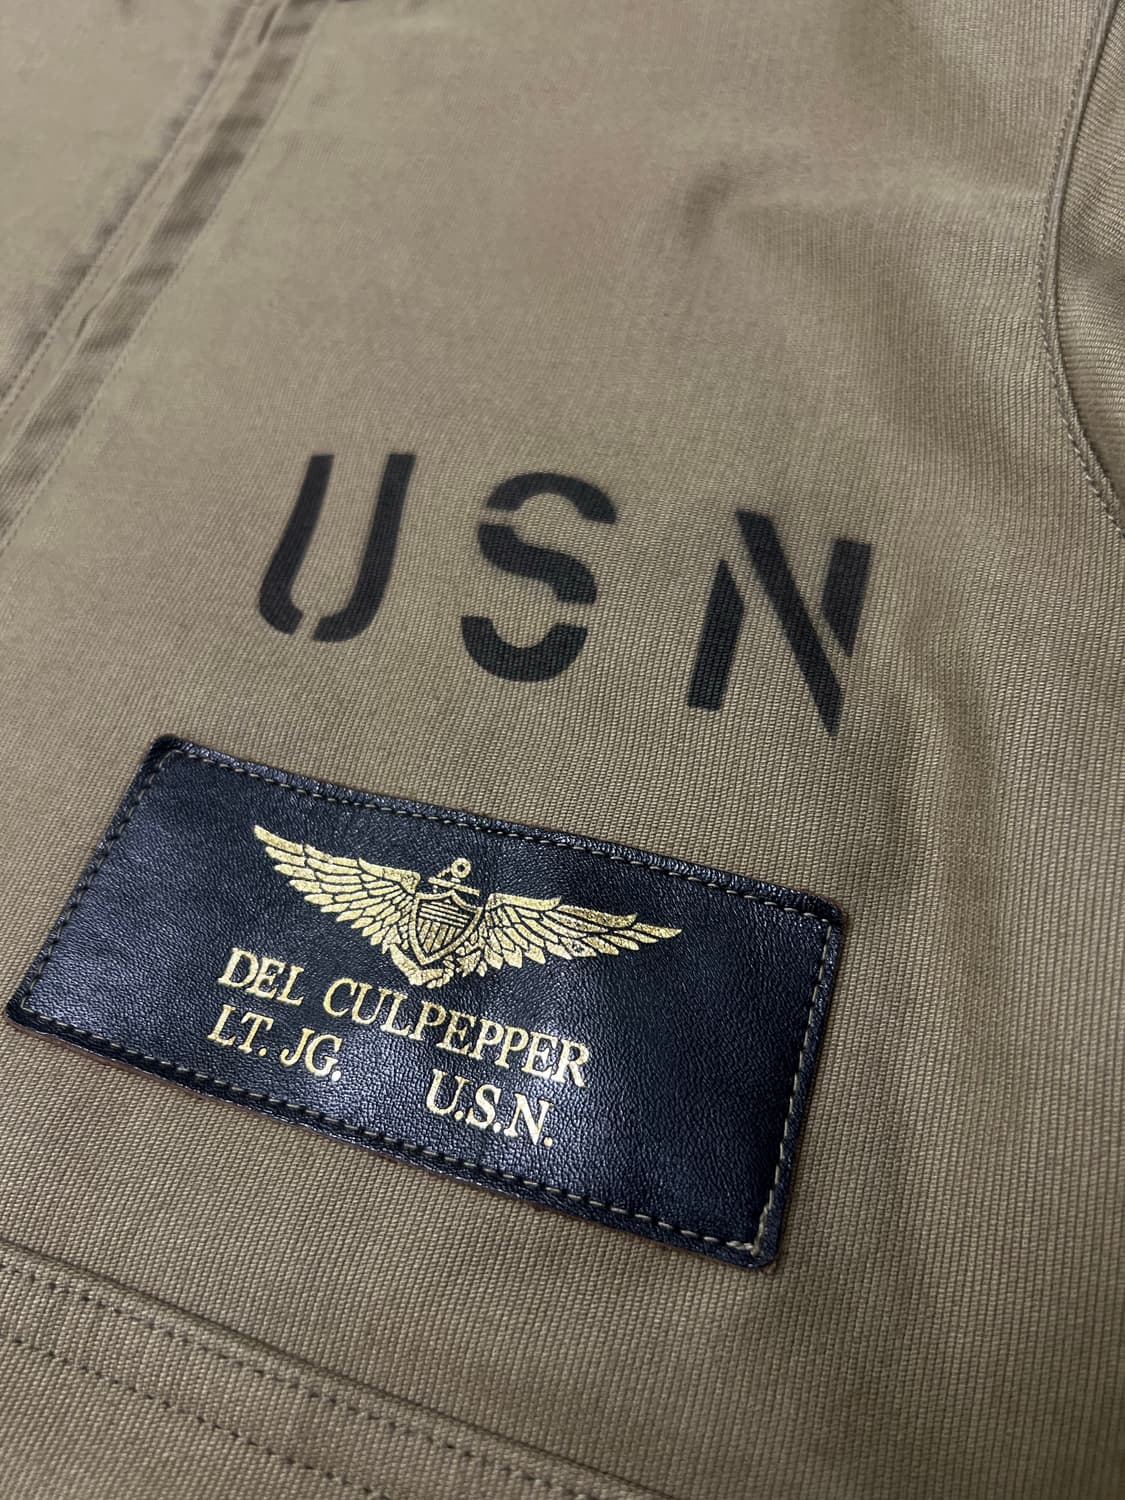 USN
DEL CULPEPPER
LT. JG. U.S.N.